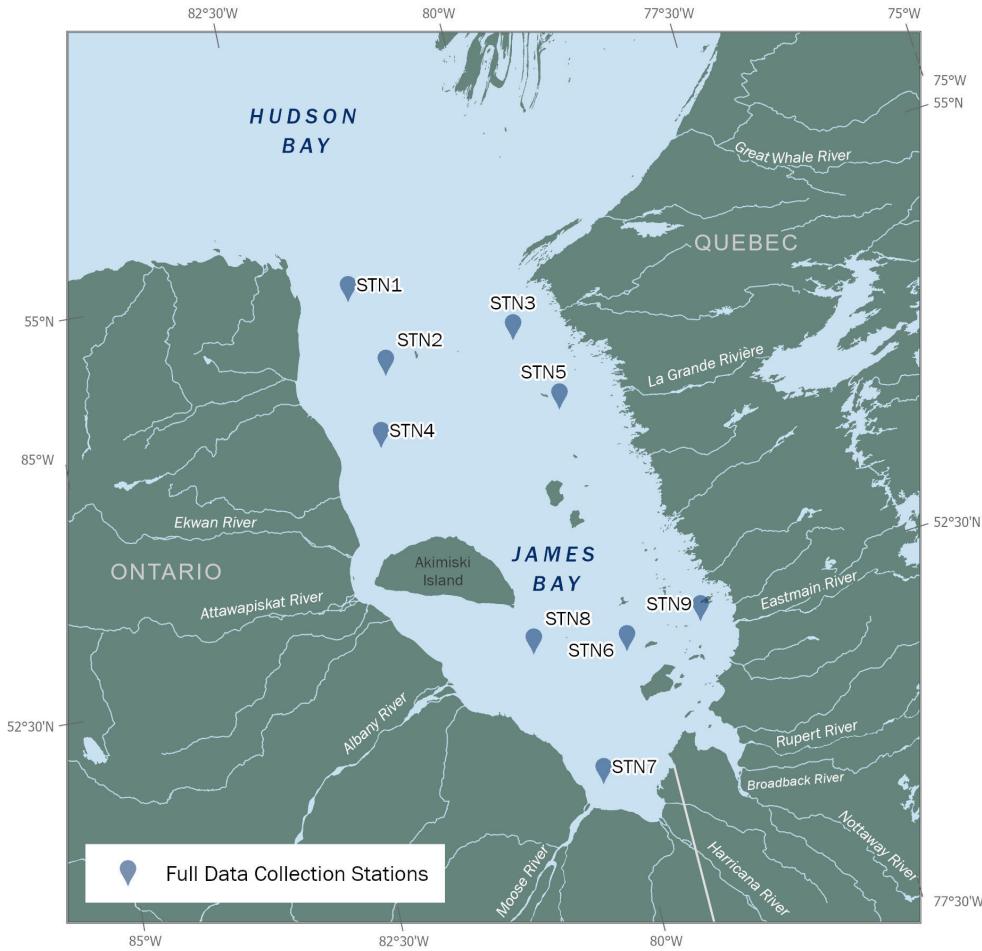 82°30'W
80°W
77°30'W
75°W
75°W
55°N
HUDSON
BAY
Great Whale River
QUEBEC
STN1
STN3
55°N
STN2
La Grande Rivière
STN5
STN4
85°W
Ekwan River
52°30'N
JAMES
BAY
Akimiski
Island
ONTARIO
Eastmain River
Attawapiskat River
STN9
STN8
STN6
Albany River
52°30'N
Rupert River
STN7
Broadback River
Nottaway River
Harricana River
Moose River
Full Data Collection Stations
77°30'W
85°W
82°30'W
80°W